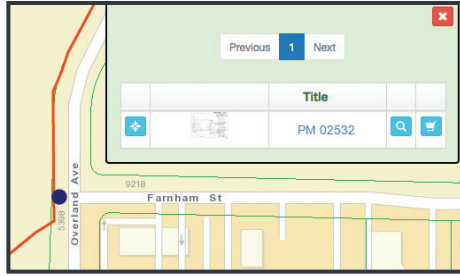 Previous 1 Next
Title
PM 02532
9218
Farnham St
Overland Ave
5398